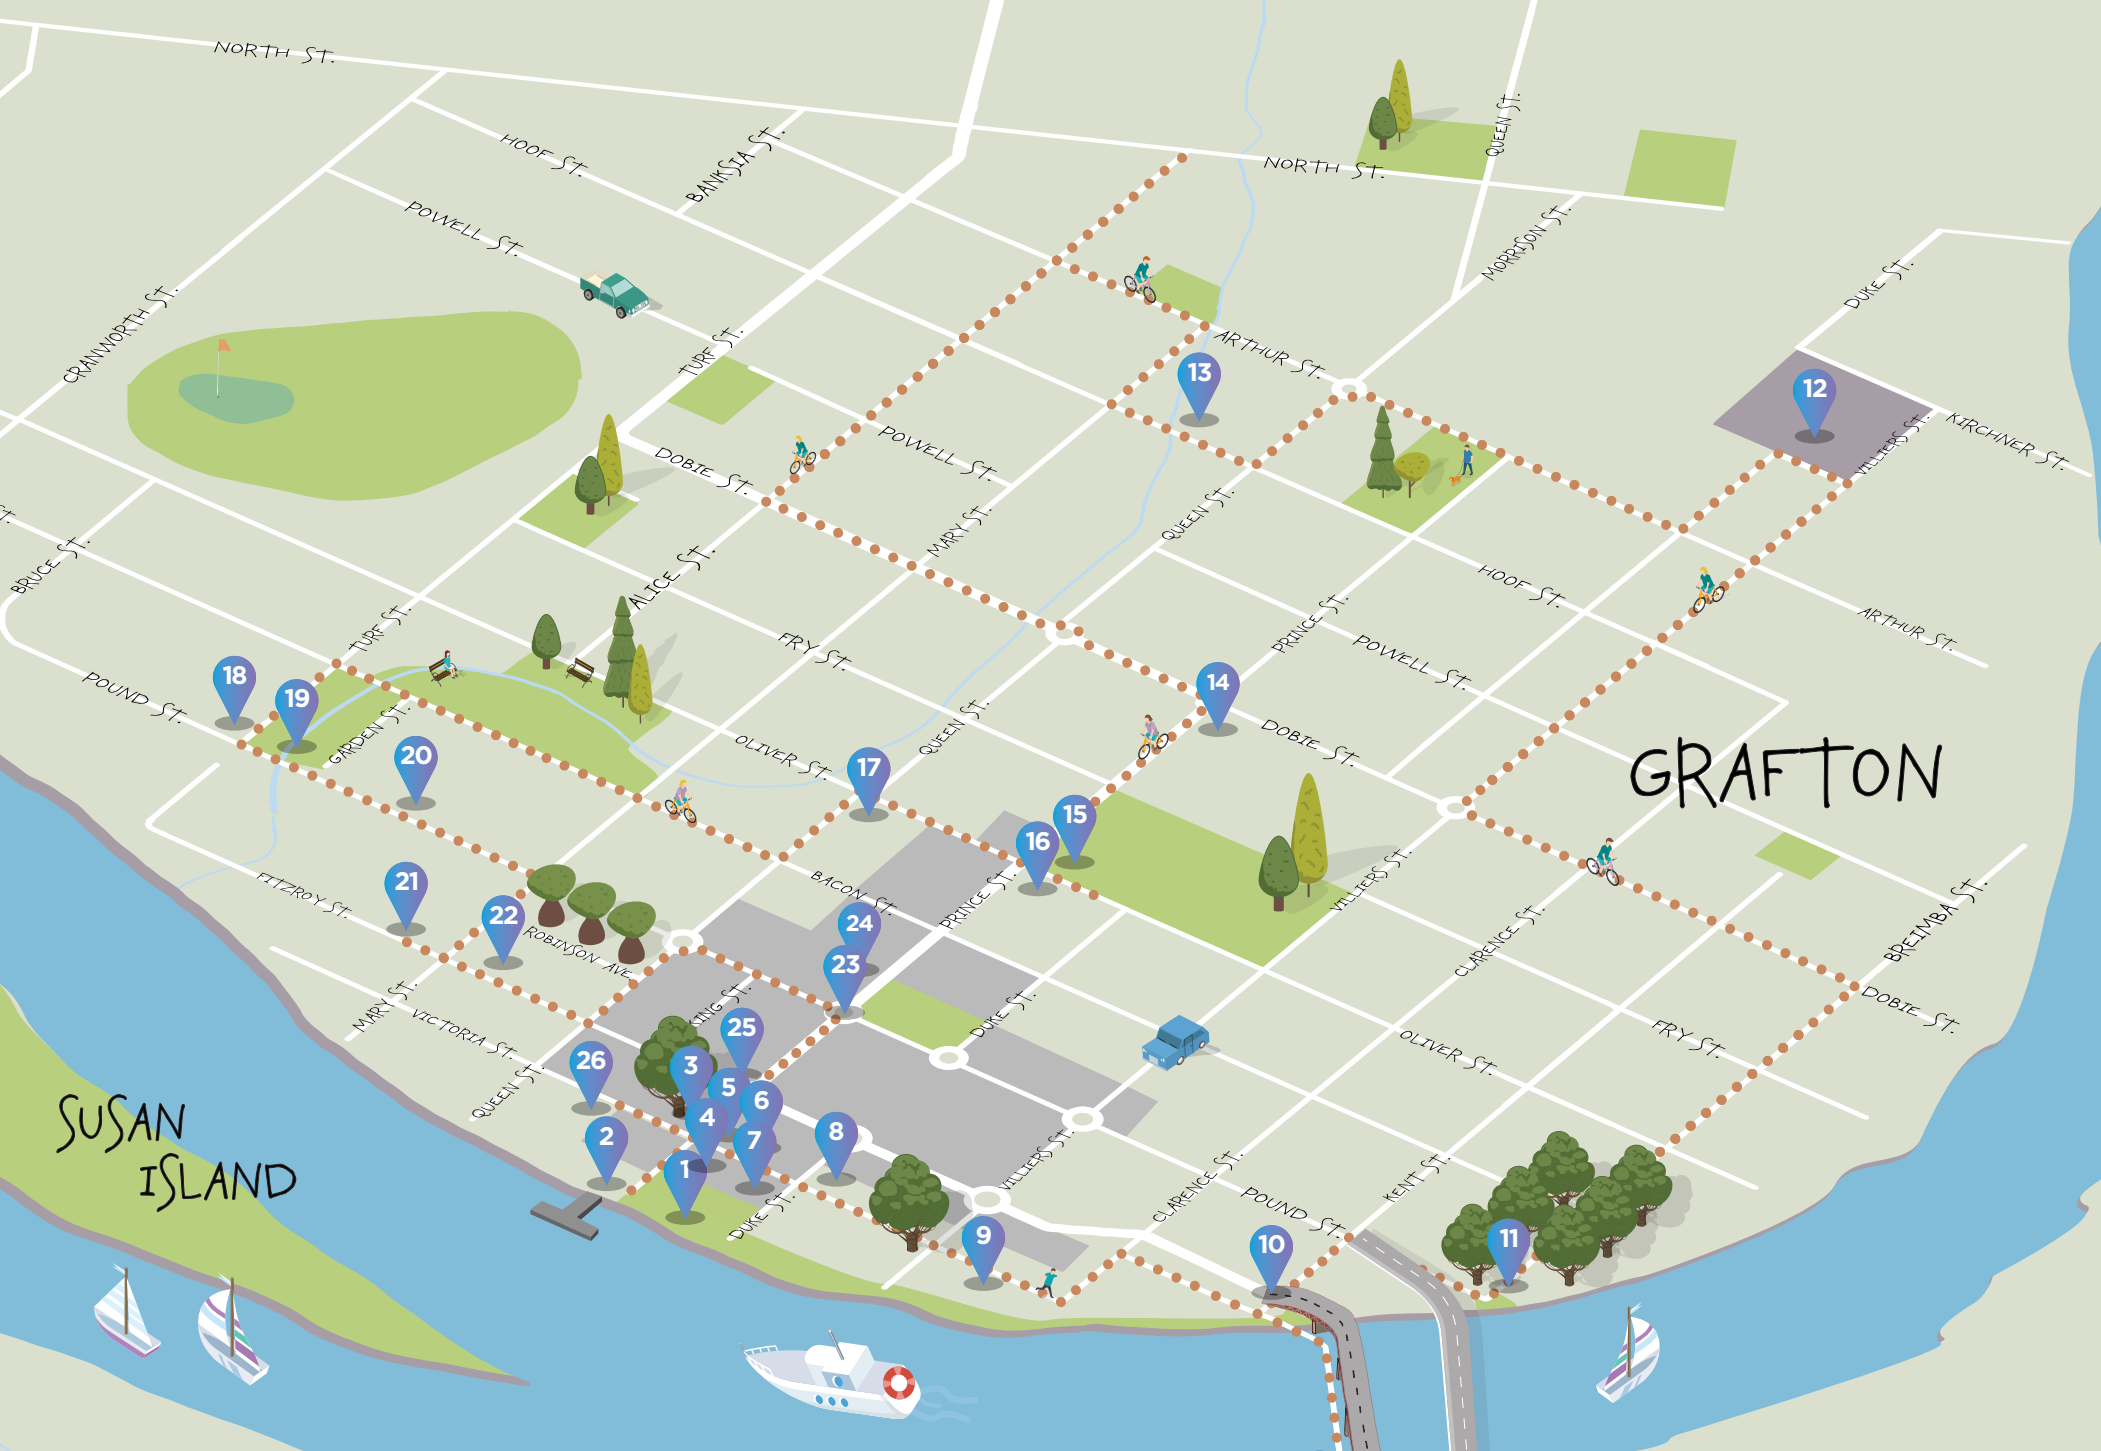 NORTH ST.
HOOF ST.
BANKSIA ST.
QUEEN ST.
NORTH ST.
POWELL ST.
MORRISON ST.
DUKE ST.
CRANWORTH ST.
TURF ST.
ARTHUR ST.
13
12
KIRCHNER ST.
VILLIERS ST.
POWELL ST.
DOBIE ST.
MARY ST.
QUEEN ST.
BRUCE ST.
ALICE ST.
HOOF ST.
ARTHUR ST.
TURF ST.
FRY ST.
PRINCE ST.
POWELL ST.
18
19
POUND ST.
GARDEN ST.
14
QUEEN ST.
DOBIE ST.
OLIVER ST.
20
17
GRAFTON
15
16
21
FITZROY ST.
BACON ST.
PRINCE ST.
VILLIERS ST.
22
24
ROBINSON AVE.
23
CLARENCE ST.
BREIMBA ST.
DOBIE ST.
MARY ST.
VICTORIA ST.
KING ST.
DUKE ST.
25
FRY ST.
OLIVER ST.
26
QUEEN ST.
3
5
6
4
SUSAN
ISLAND
2
7
8
1
VILLIERS ST.
CLARENCE ST.
KENT ST.
POUND ST.
DUKE ST.
9
10
11